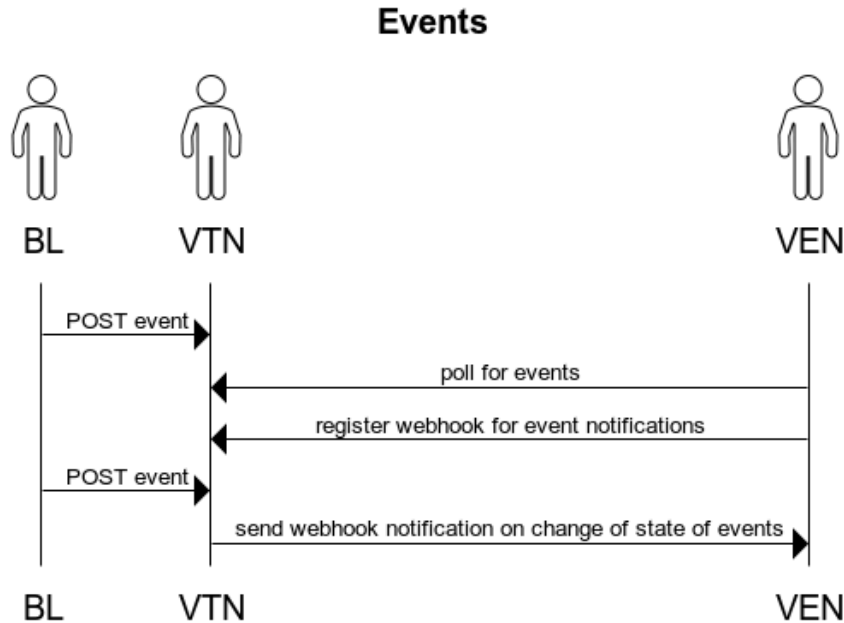 Events
BL VTN VEN
POST event
poll for events
register webhook for event notifications
POST event
send webhook notification on change of state of events
BL VTN VEN